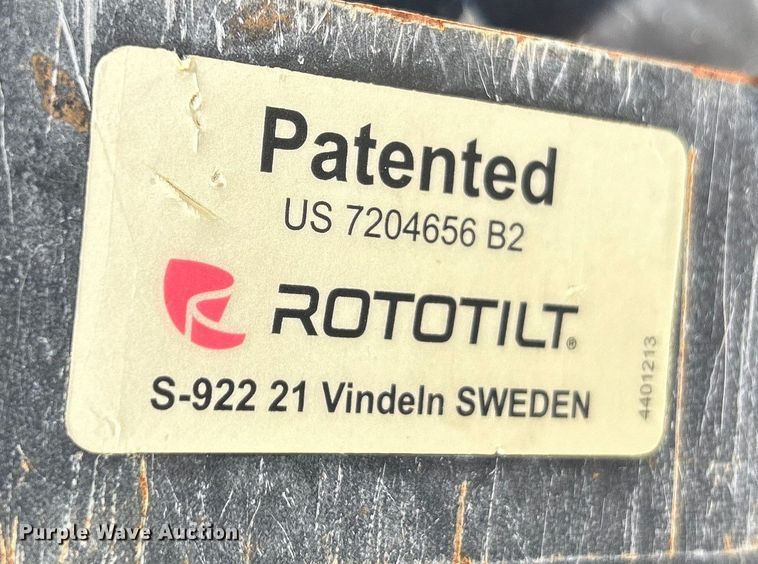 Patented
US 7204656 B2
ROTOTILT®
S-922 21 Vindeln SWEDEN
4401213
Purple Wave Auction